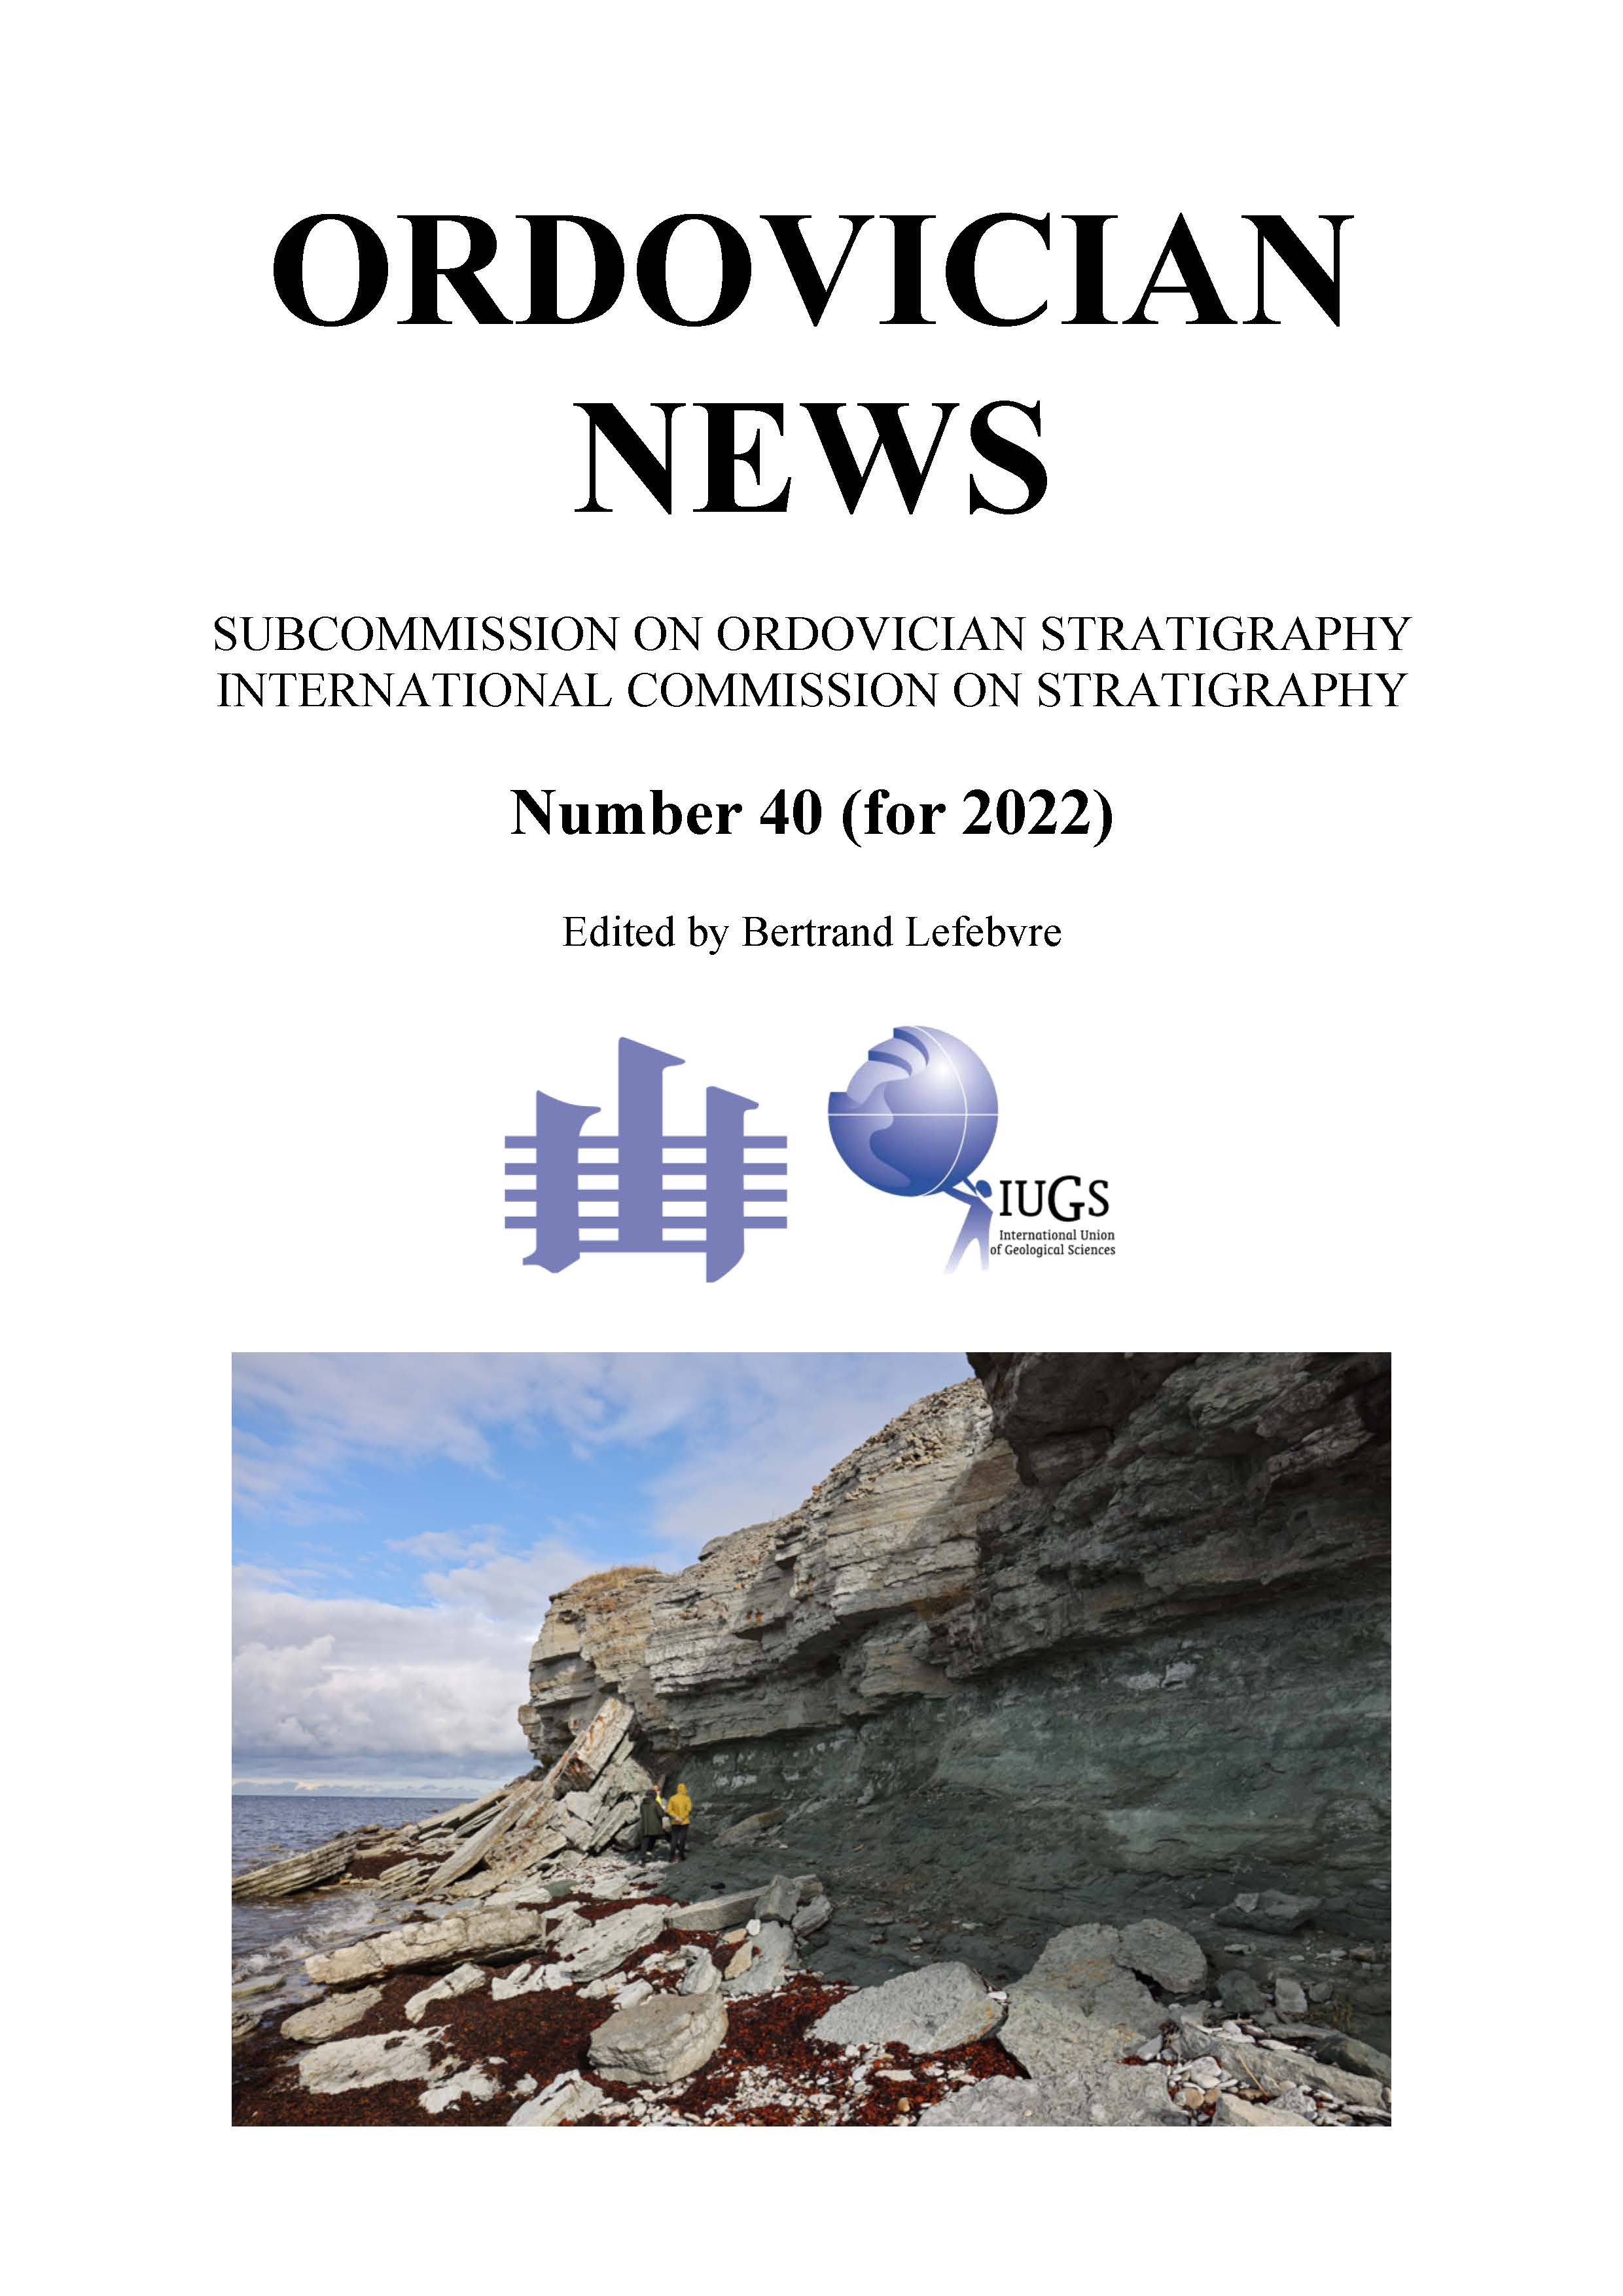 ORDOVICIAN
NEWS
SUBCOMMISSION ON ORDOVICIAN STRATIGRAPHY
INTERNATIONAL COMMISSION ON STRATIGRAPHY
Number 40 (for 2022)
Edited by Bertrand Lefebvre
IUGS
International Union
of Geological Sciences